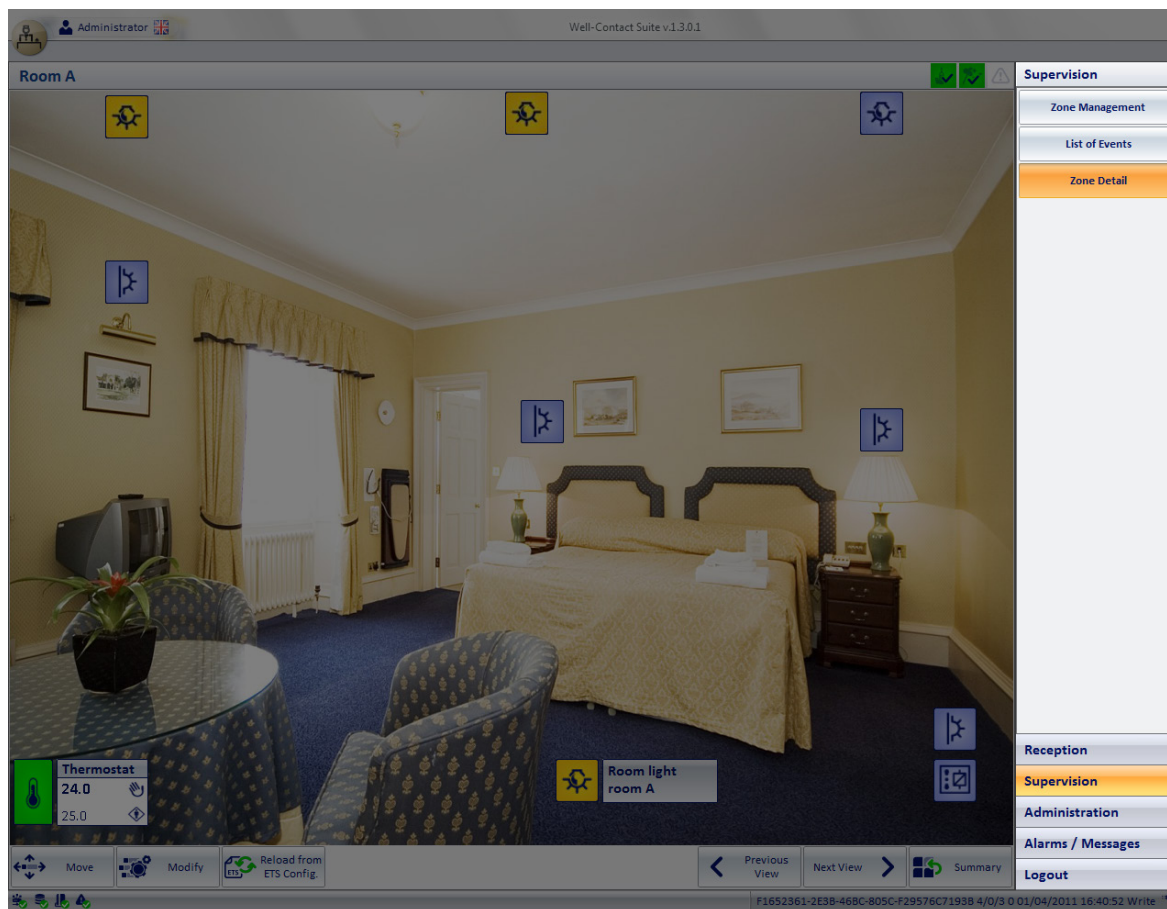 Administrator
Well-Contact Suite v.1.3.0.1
Room A
Supervision
Zone Management
List of Events
Zone Detail
Thermostat
24.0
25.0
Room light
room A
Reception
Supervision
Administration
Alarms / Messages
Logout
Move
Modify
ETS
Reload from
ETS Config.
Previous
View
Next View
Summary
F1652361-2E3B-46BC-805C-F29576C7193B 4/0/3 0 01/04/2011 16:40:52 Write